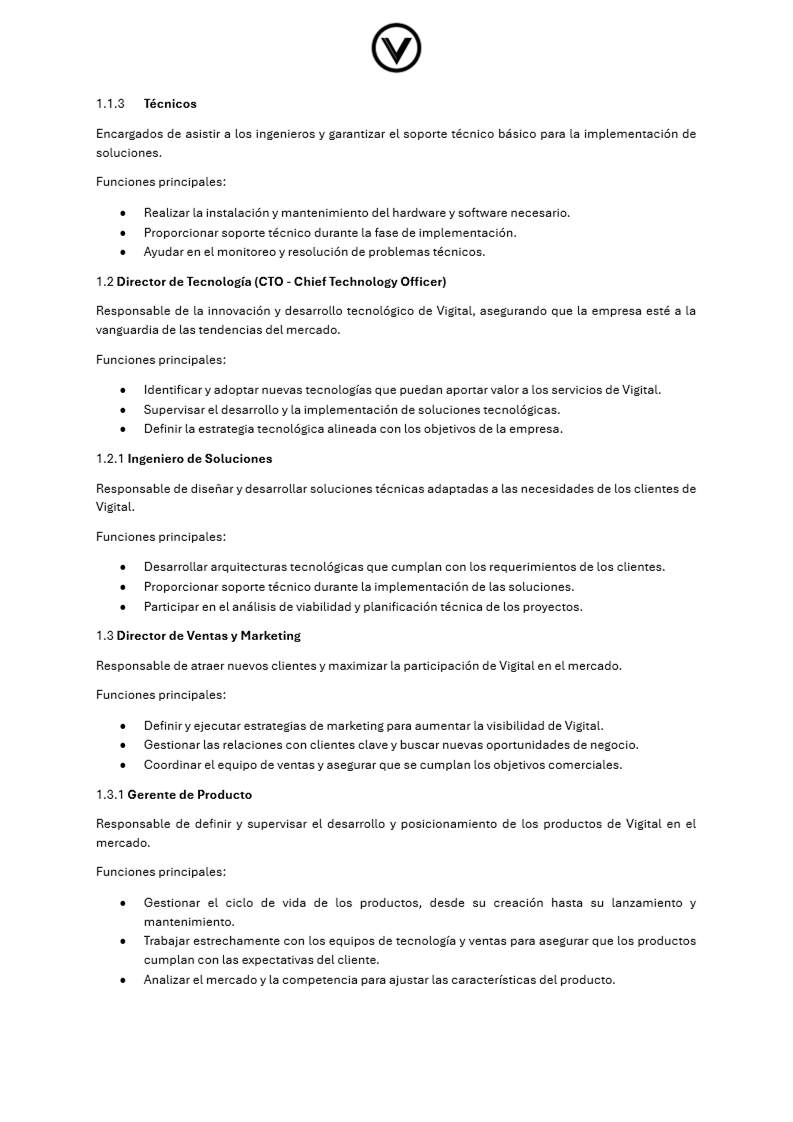 V
1.1.3 Técnicos
Encargados de asistir a los ingenieros y garantizar el soporte técnico básico para la implementación de
soluciones.
Funciones principales:
• Realizar la instalación y mantenimiento del hardware y software necesario.
• Proporcionar soporte técnico durante la fase de implementación.
• Ayudar en el monitoreo y resolución de problemas técnicos.
1.2 Director de Tecnología (CTO - Chief Technology Officer)
Responsable de la innovación y desarrollo tecnológico de Vigital, asegurando que la empresa esté a la
vanguardia de las tendencias del mercado.
Funciones principales:
• Identificar y adoptar nuevas tecnologías que puedan aportar valor a los servicios de Vigital.
• Supervisar el desarrollo y la implementación de soluciones tecnológicas.
• Definir la estrategia tecnológica alineada con los objetivos de la empresa.
1.2.1 Ingeniero de Soluciones
Responsable de diseñar y desarrollar soluciones técnicas adaptadas a las necesidades de los clientes de
Vigital.
Funciones principales:
• Desarrollar arquitecturas tecnológicas que cumplan con los requerimientos de los clientes.
• Proporcionar soporte técnico durante la implementación de las soluciones.
• Participar en el análisis de viabilidad y planificación técnica de los proyectos.
1.3 Director de Ventas y Marketing
Responsable de atraer nuevos clientes y maximizar la participación de Vigital en el mercado.
Funciones principales:
• Definir y ejecutar estrategias de marketing para aumentar la visibilidad de Vigital.
• Gestionar las relaciones con clientes clave y buscar nuevas oportunidades de negocio.
• Coordinar el equipo de ventas y asegurar que se cumplan los objetivos comerciales.
1.3.1 Gerente de Producto
Responsable de definir y supervisar el desarrollo y posicionamiento de los productos de Vigital en el
mercado.
Funciones principales:
• Gestionar el ciclo de vida de los productos, desde su creación hasta su lanzamiento y
mantenimiento.
• Trabajar estrechamente con los equipos de tecnología y ventas para asegurar que los productos
cumplan con las expectativas del cliente.
• Analizar el mercado y la competencia para ajustar las características del producto.